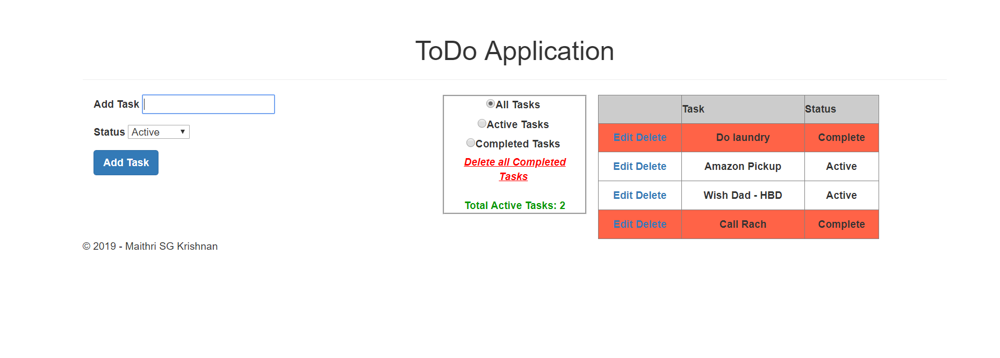 ToDo Application
Add Task
Status Active
Add Task
All Tasks
Active Tasks
Completed Tasks
Delete all Completed
Tasks
Total Active Tasks: 2
Task Status
Edit Delete Do laundry Complete
Edit Delete Amazon Pickup Active
Edit Delete Wish Dad - HBD Active
Edit Delete Call Rach Complete
© 2019 - Maithri SG Krishnan